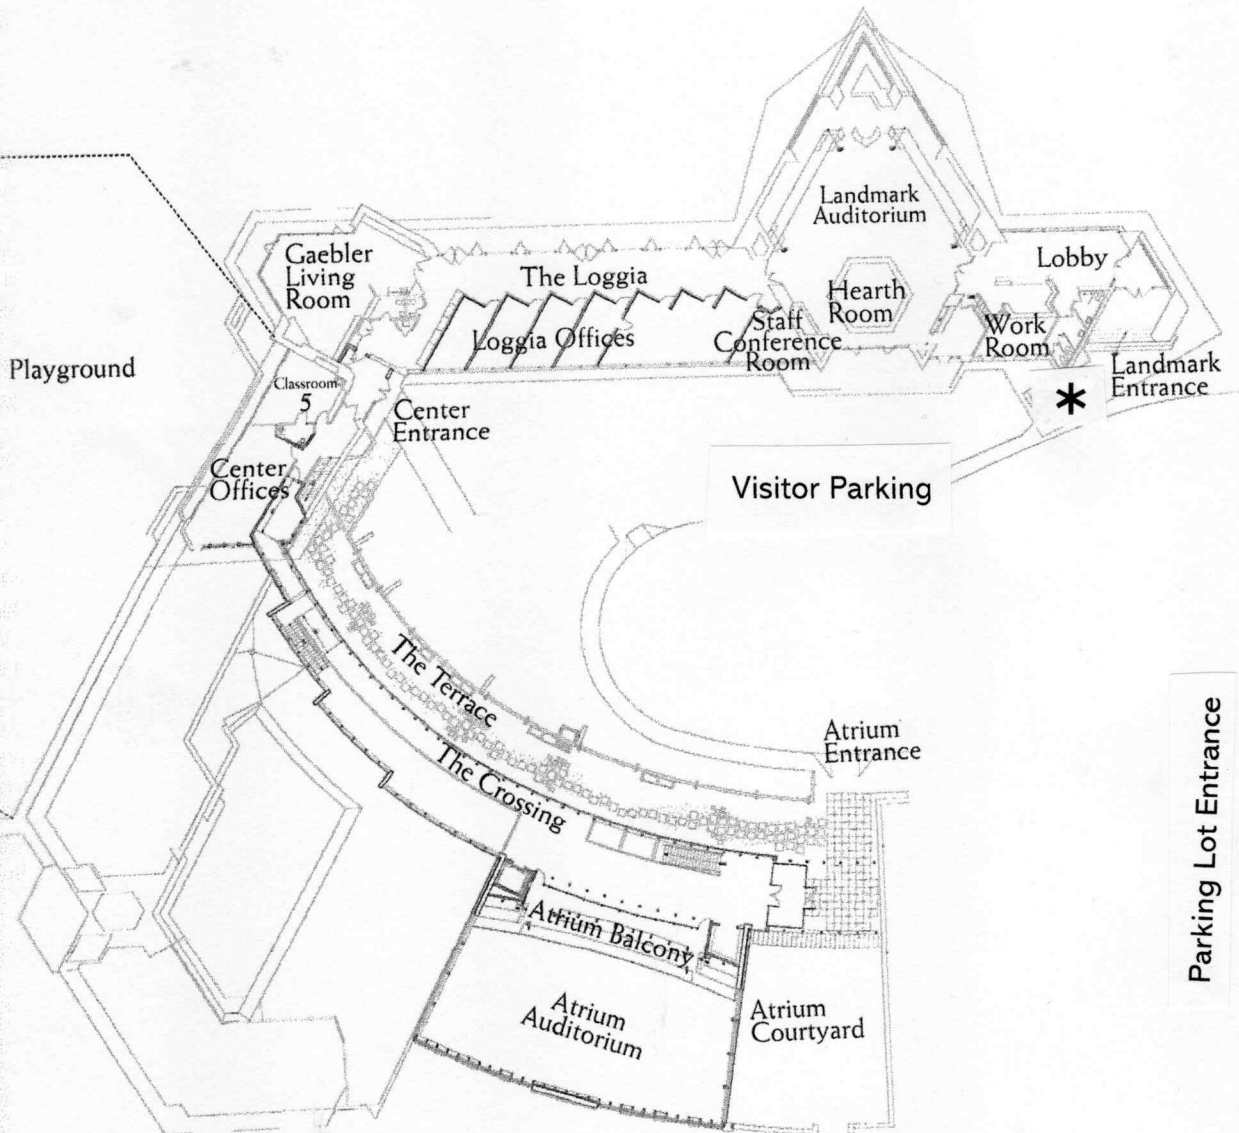 Landmark
Auditorium
Gaebler
Living
Room
The Loggia
Lobby
Hearth
Room
Loggia Offices
Staff
Conference
Room
Work
Room
Playground
Classroom
5
Landmark
Entrance
*
Center
Entrance
Center
Offices
Visitor Parking
The Terrace
The Crossing
Atrium
Entrance
Parking Lot Entrance
Atrium Balcony
Atrium
Auditorium
Atrium
Courtyard